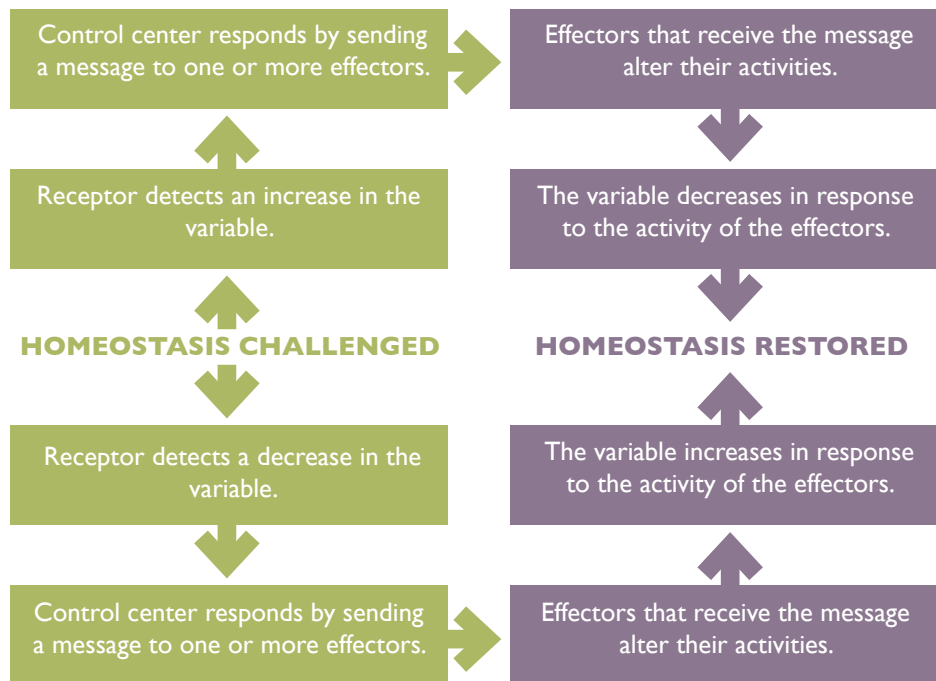 Control center responds by sending
a message to one or more effectors.
Effectors that receive the message
alter their activities.
Receptor detects an increase in the
variable.
The variable decreases in response
to the activity of the effectors.
HOMEOSTASIS CHALLENGED
HOMEOSTASIS RESTORED
Receptor detects a decrease in the
variable.
The variable increases in response
to the activity of the effectors.
Control center responds by sending
a message to one or more effectors.
Effectors that receive the message
alter their activities.